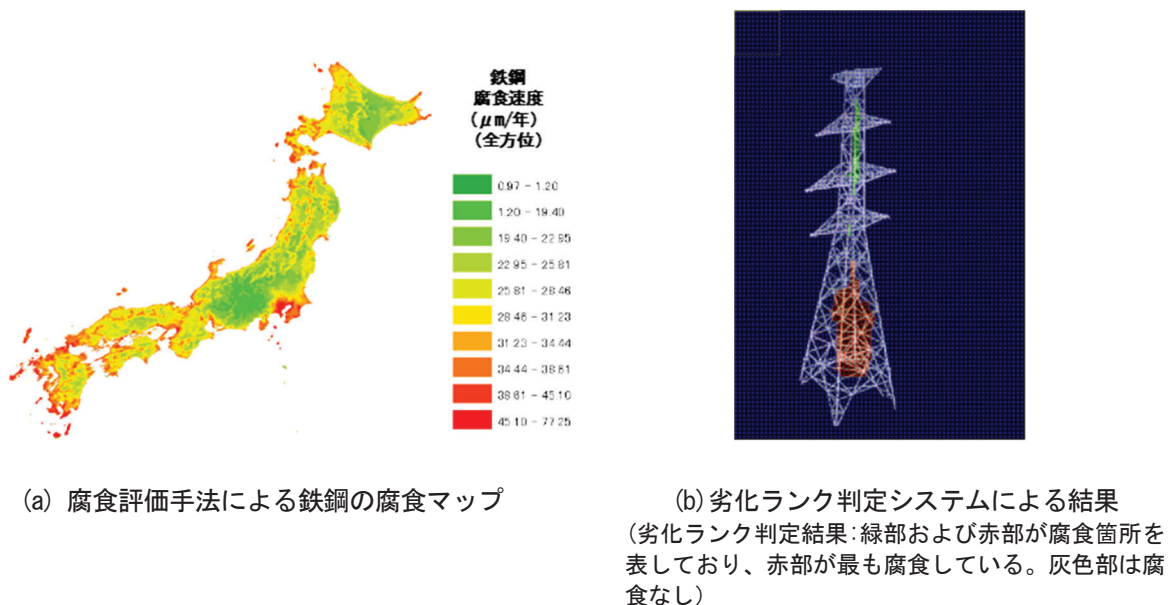 鉄鋼
腐食速度
(μm/年)
(全方位)
0.97 - 1.20
1.20 - 19.40
19.40 - 22.95
22.95 - 25.81
25.81 - 28.46
28.46 - 31.23
31.23 - 34.44
34.44 - 38.61
38.61 - 45.10
45.10 - 77.25
(a) 腐食評価手法による鉄鋼の腐食マップ
(b)劣化ランク判定システムによる結果
(劣化ランク判定結果:緑部および赤部が腐食箇所を
表しており、赤部が最も腐食している。灰色部は腐
食なし)